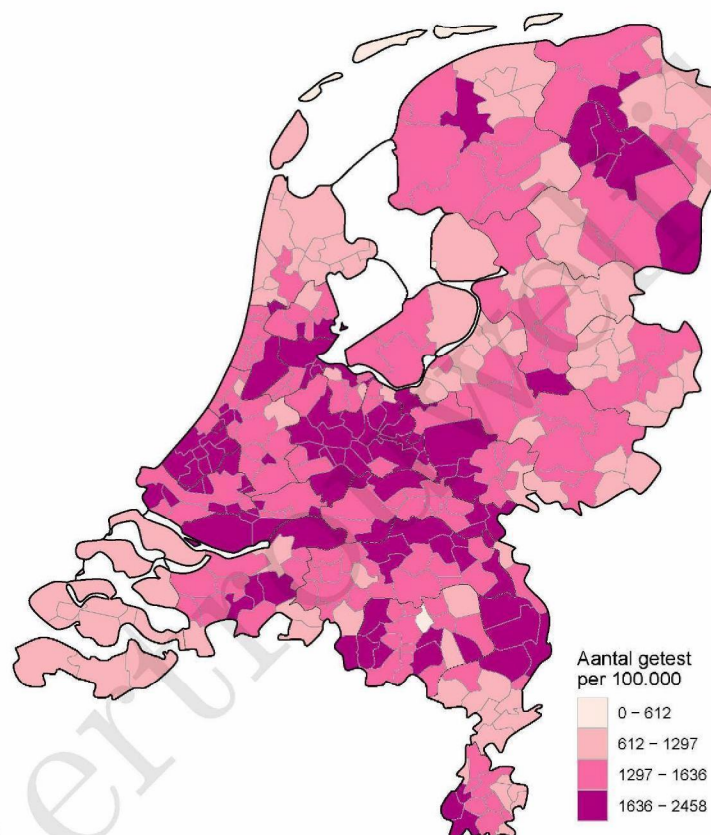 Aantal getest
per 100.000
0 – 612
612 – 1297
1297 – 1636
1636 – 2458